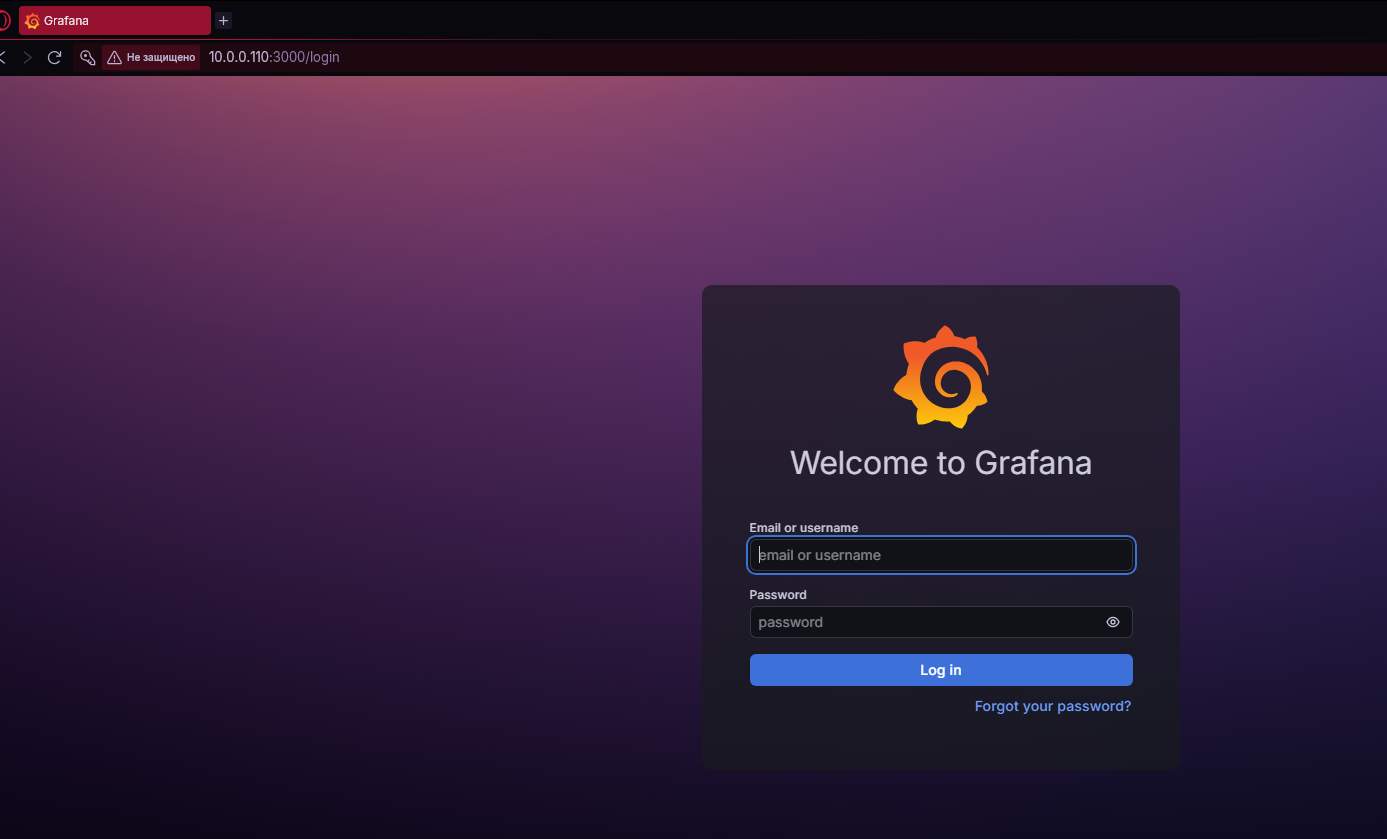 Grafana
Не защищено 10.0.0.110:3000/login
Welcome to Grafana
Email or username
email or username
Password
password
Log in
Forgot your password?